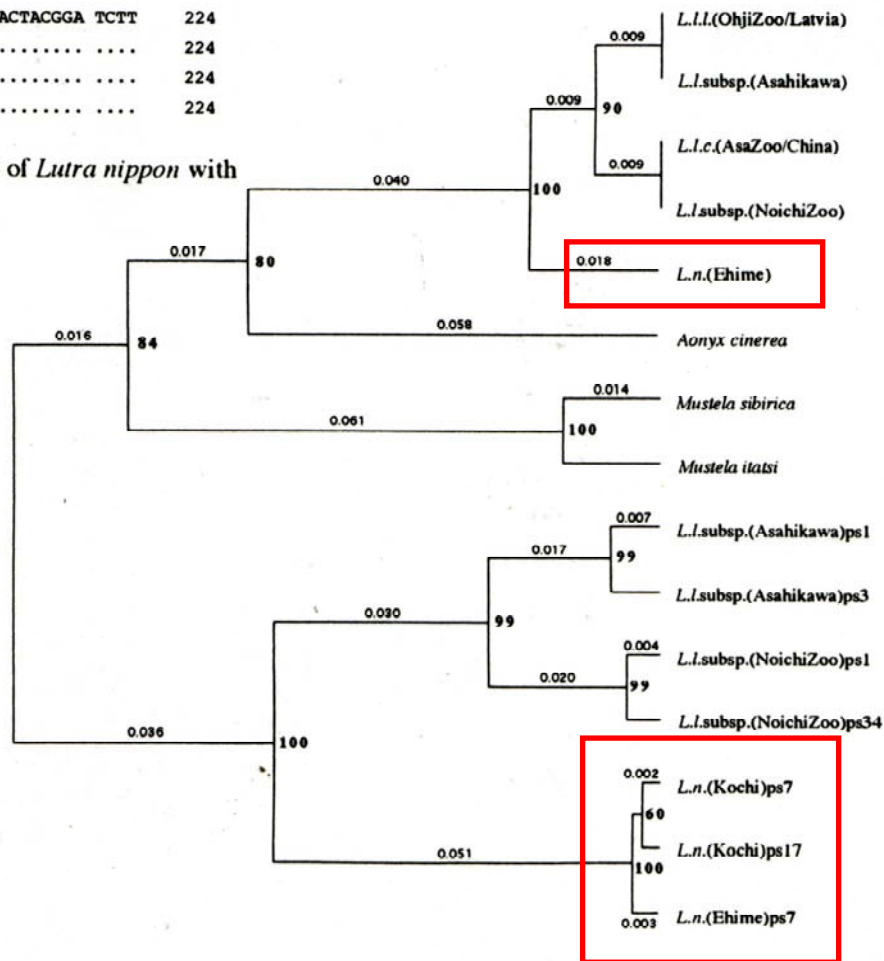 ACTACGGA TCTT 224
........ .... 224
........ .... 224
........ .... 224
of Lutra nippon with
L.l.l.(OhjiZoo/Latvia)
0.009
L.l.subsp.(Asahikawa)
0.009
90
L.l.c.(AsaZoo/China)
0.009
0.040
100
L.l.subsp.(NoichiZoo)
0.017
80
0.018
L.n.(Ehime)
0.058
0.016
84
Aonyx cinerea
0.014
Mustela sibirica
0.061
100
Mustela itatsi
0.007
L.l.subsp.(Asahikawa)ps1
0.017
99
L.l.subsp.(Asahikawa)ps3
0.030
99
0.004
L.l.subsp.(NoichiZoo)ps1
0.020
99
L.l.subsp.(NoichiZoo)ps34
0.036
100
0.002
L.n.(Kochi)ps7
60
L.n.(Kochi)ps17
0.051
100
L.n.(Ehime)ps7
0.003